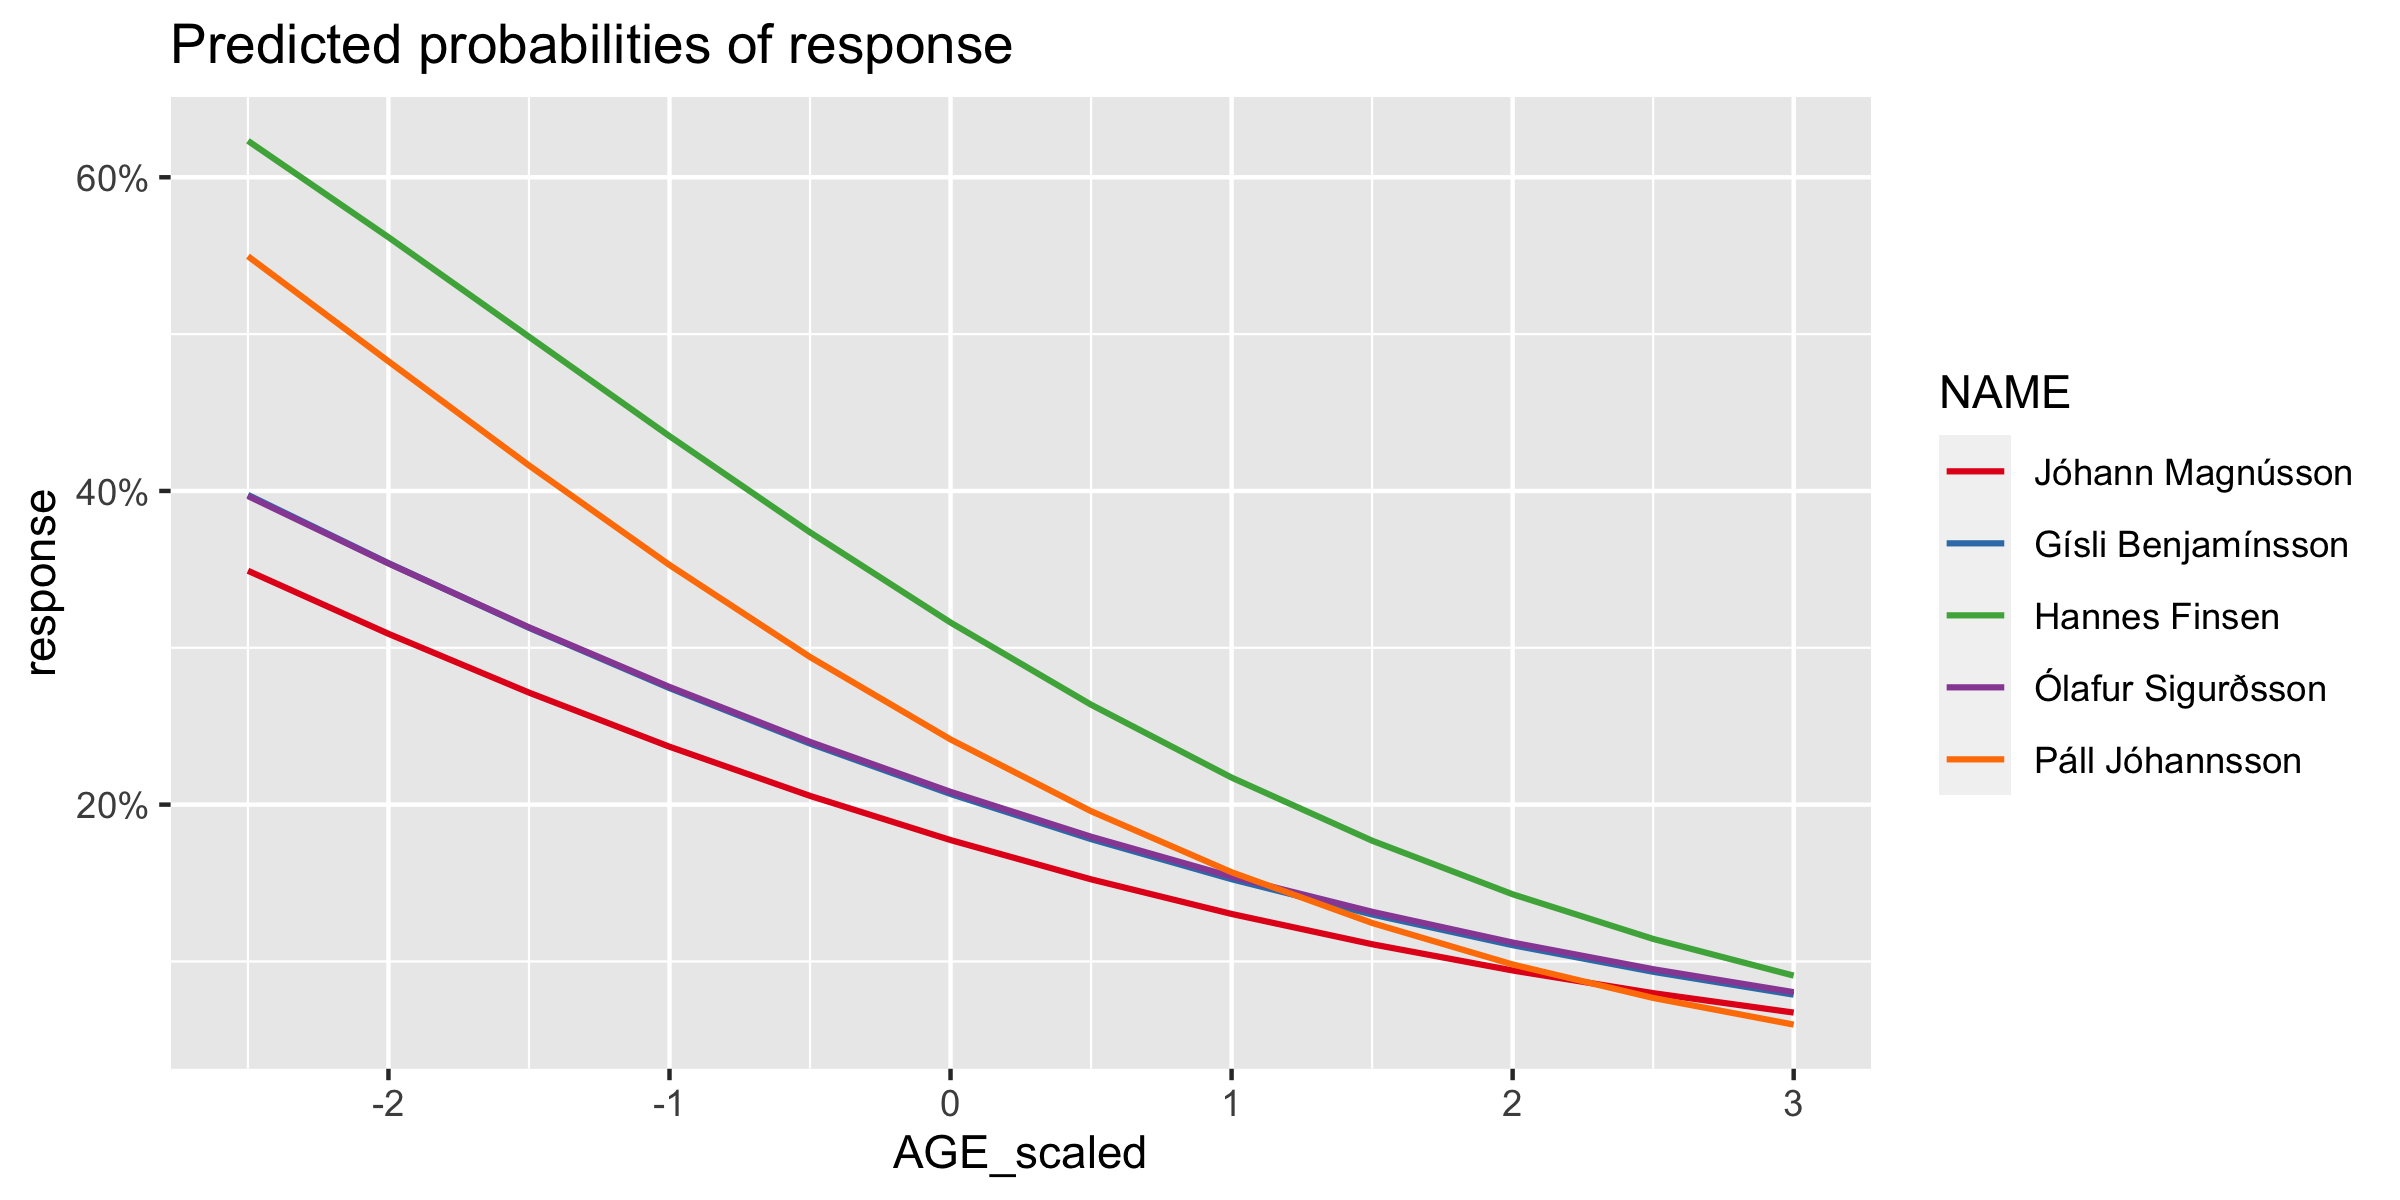 Predicted probabilities of response
60%
40%
20%
response
-2 -1 0 1 2 3
AGE_scaled
NAME
Jóhann Magnússon
Gísli Benjamínsson
Hannes Finsen
Ólafur Sigurðsson
Páll Jóhannsson